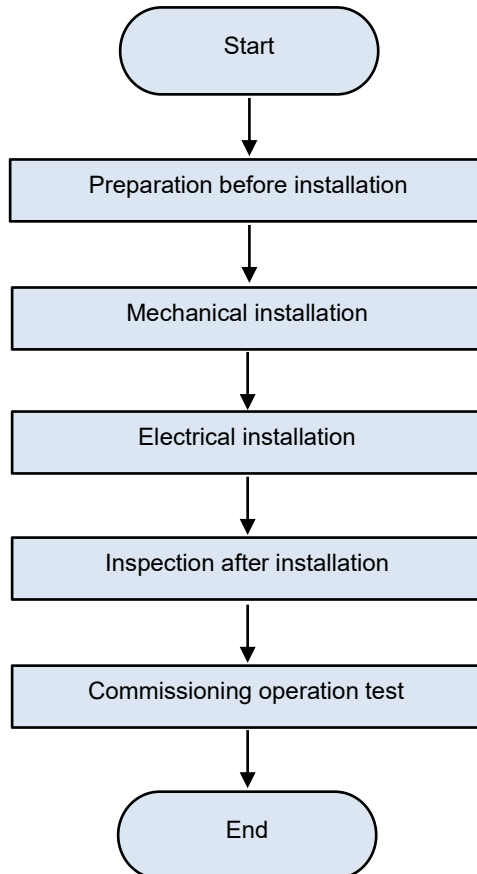 Start
Preparation before installation
Mechanical installation
Electrical installation
Inspection after installation
Commissioning operation test
End